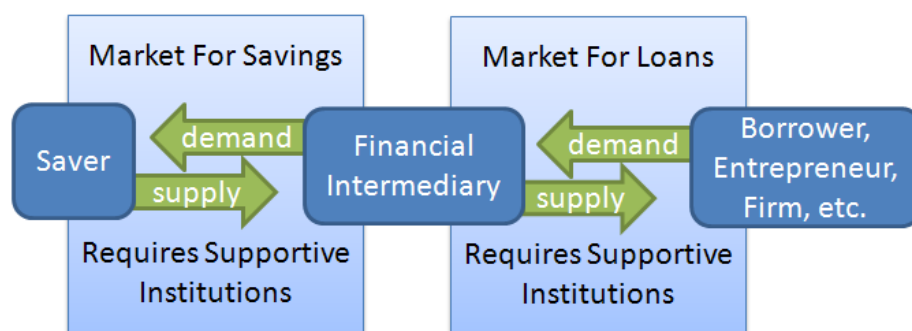 Market For Savings
Market For Loans
Saver
demand
supply
Financial
Intermediary
demand
supply
Borrower,
Entrepreneur,
Firm, etc.
Requires Supportive
Institutions
Requires Supportive
Institutions